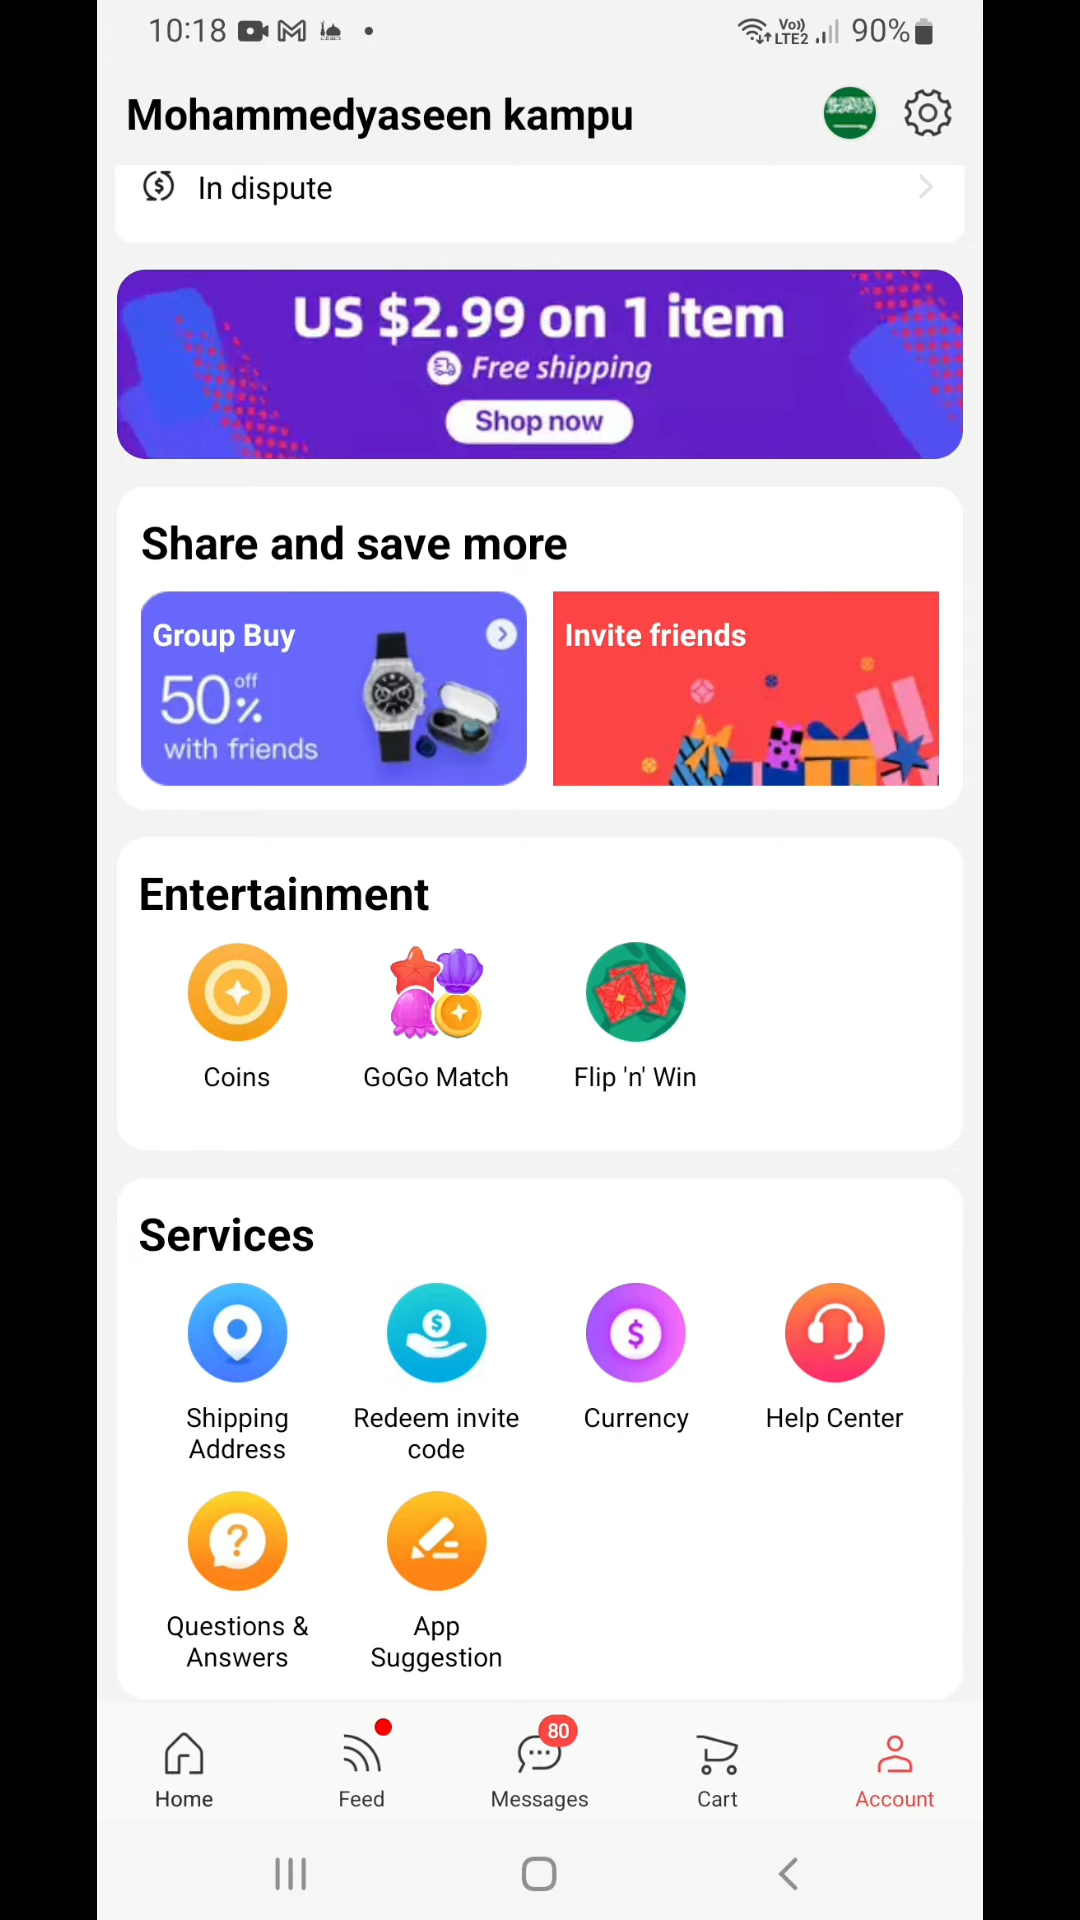 10:18
Vo))
LTE2
90%
Mohammedyaseen kampu
In dispute
US $2.99 on 1 item
Free shipping
Shop now
Share and save more
Group Buy
50% off
with friends
Invite friends
Entertainment
Coins
GoGo Match
Flip 'n' Win
Services
Shipping
Address
Redeem invite
code
Currency
Help Center
Questions &
Answers
App
Suggestion
80
Home
Feed
Messages
Cart
Account